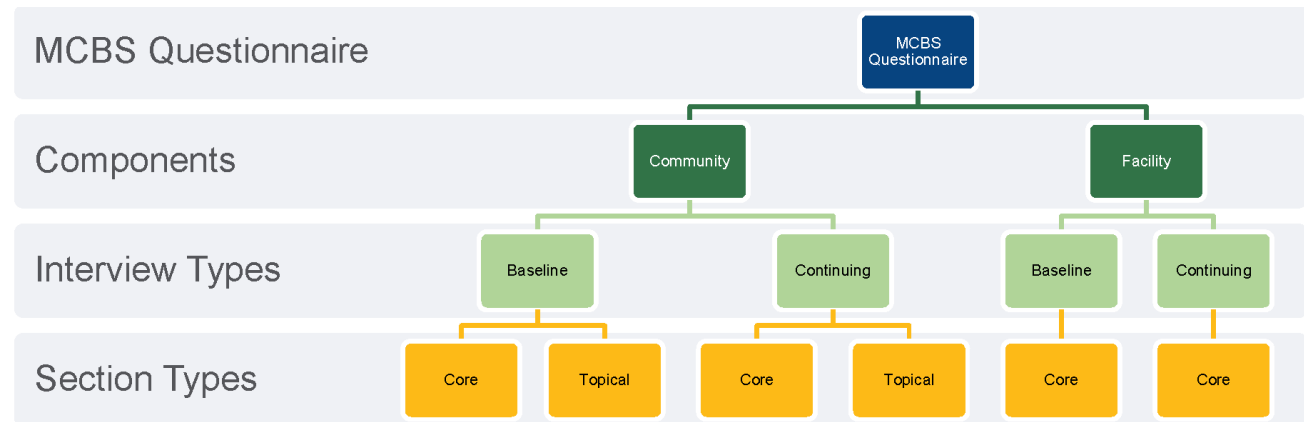 MCBS Questionnaire
MCBS
Questionnaire
Components
Community
Facility
Interview Types
Baseline
Continuing
Baseline
Continuing
Section Types
Core
Topical
Core
Topical
Core
Core